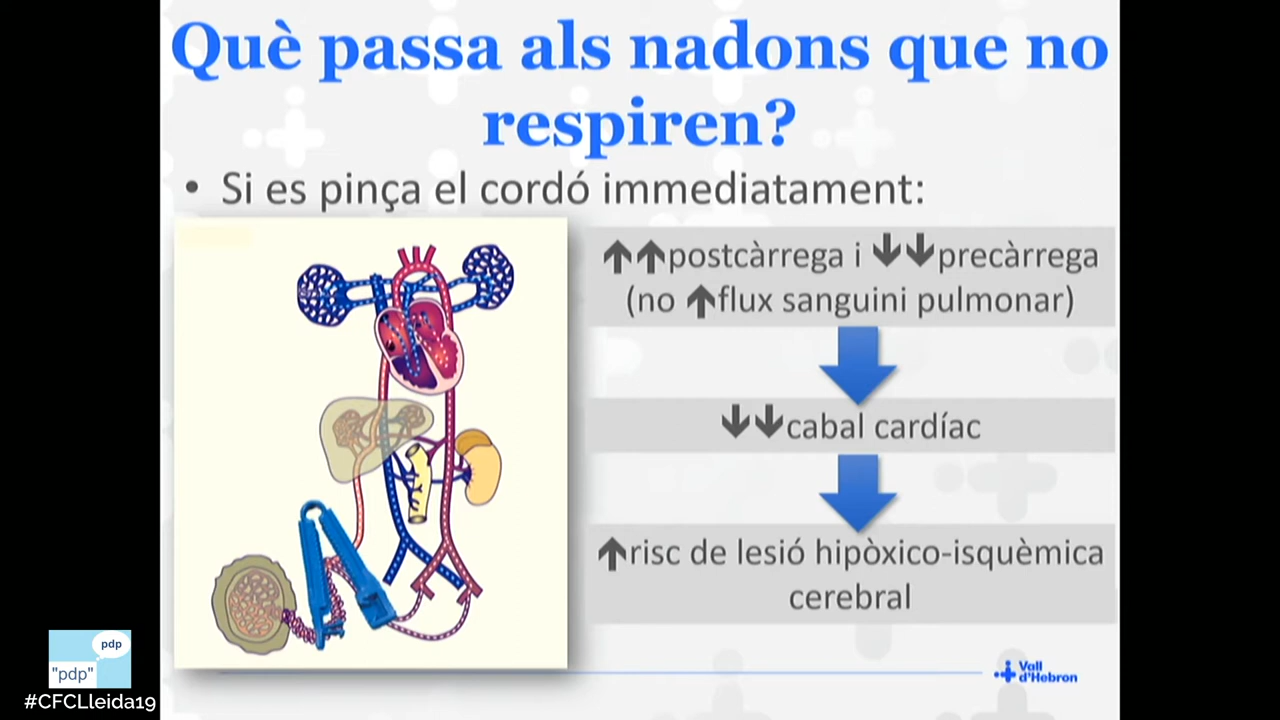 Què passa als nadons que no
respiren?
• Si es pinça el cordó immediatament:
↑↑postcàrrega i ↓↓precàrrega
(no ↑flux sanguini pulmonar)
↓↓cabal cardíac
↑risc de lesió hipòxico-isquèmica
cerebral
pdp
"pdp"
#CFCLleida19
Vall
d'Hebron